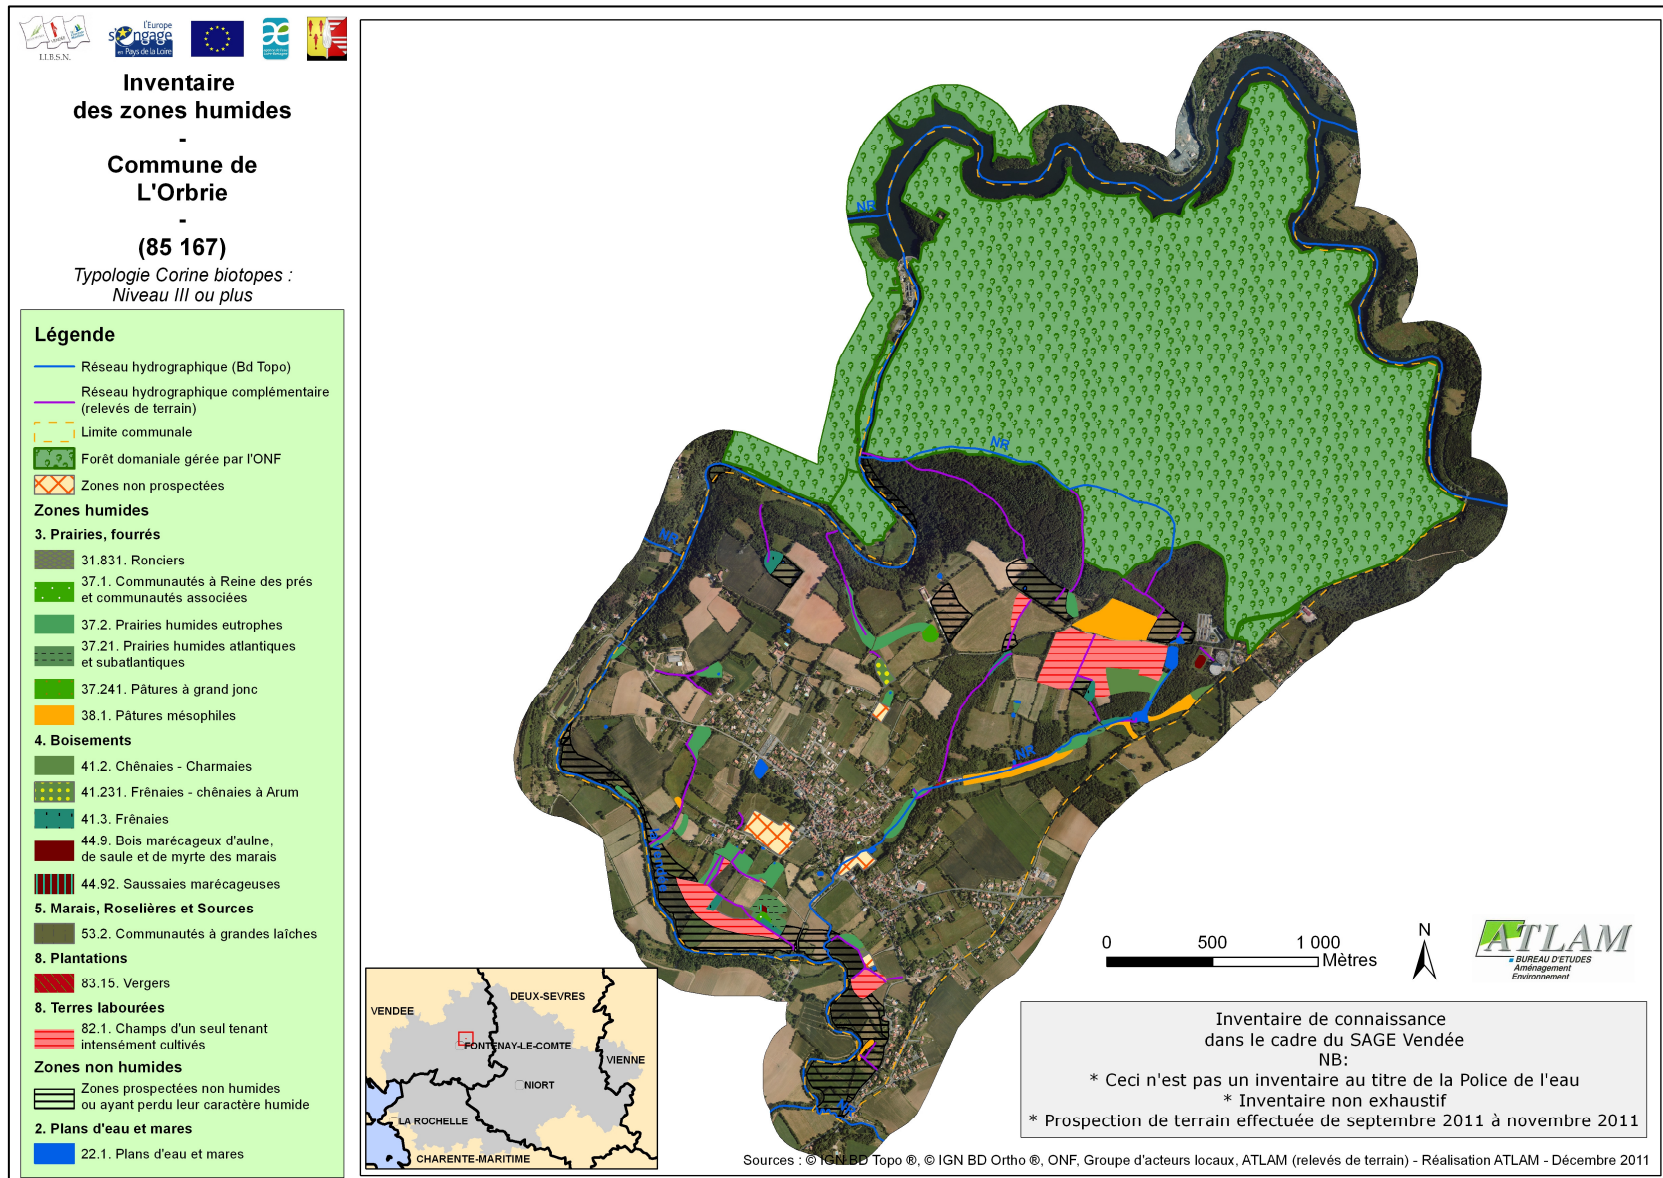 I.I.B.S.N.
l'Europe
s'engage
en Pays de la Loire
Inventaire
des zones humides
-
Commune de
L'Orbrie
-
(85 167)
Typologie Corine biotopes :
Niveau III ou plus
Légende
Réseau hydrographique (Bd Topo)
Réseau hydrographique complémentaire
(relevés de terrain)
Limite communale
Forêt domaniale gérée par l'ONF
Zones non prospectées
Zones humides
3. Prairies, fourrés
31.831. Ronciers
37.1. Communautés à Reine des prés
et communautés associées
37.2. Prairies humides eutrophes
37.21. Prairies humides atlantiques
et subatlantiques
37.241. Pâtures à grand jonc
38.1. Pâtures mésophiles
4. Boisements
41.2. Chênaies - Charmaies
41.231. Frênaies - chênaies à Arum
41.3. Frênaies
44.9. Bois marécageux d'aulne,
de saule et de myrte des marais
44.92. Saussaies marécageuses
5. Marais, Roselières et Sources
53.2. Communautés à grandes laîches
8. Plantations
83.15. Vergers
8. Terres labourées
82.1. Champs d'un seul tenant
intensément cultivés
Zones non humides
Zones prospectées non humides
ou ayant perdu leur caractère humide
2. Plans d'eau et mares
22.1. Plans d'eau et mares
NR
NR
NR
NR
NR
VENDEE
DEUX-SEVRES
FONTENAY-LE-COMTE
VIENNE
NIORT
LA ROCHELLE
CHARENTE-MARITIME
0 500 1 000
Mètres
N
ATLAM
BUREAU D'ETUDES
Aménagement
Environnement
Inventaire de connaissance
dans le cadre du SAGE Vendée
NB:
* Ceci n'est pas un inventaire au titre de la Police de l'eau
* Inventaire non exhaustif
* Prospection de terrain effectuée de septembre 2011 à novembre 2011
Sources : © IGN BD Topo ®, © IGN BD Ortho ®, ONF, Groupe d'acteurs locaux, ATLAM (relevés de terrain) - Réalisation ATLAM - Décembre 2011